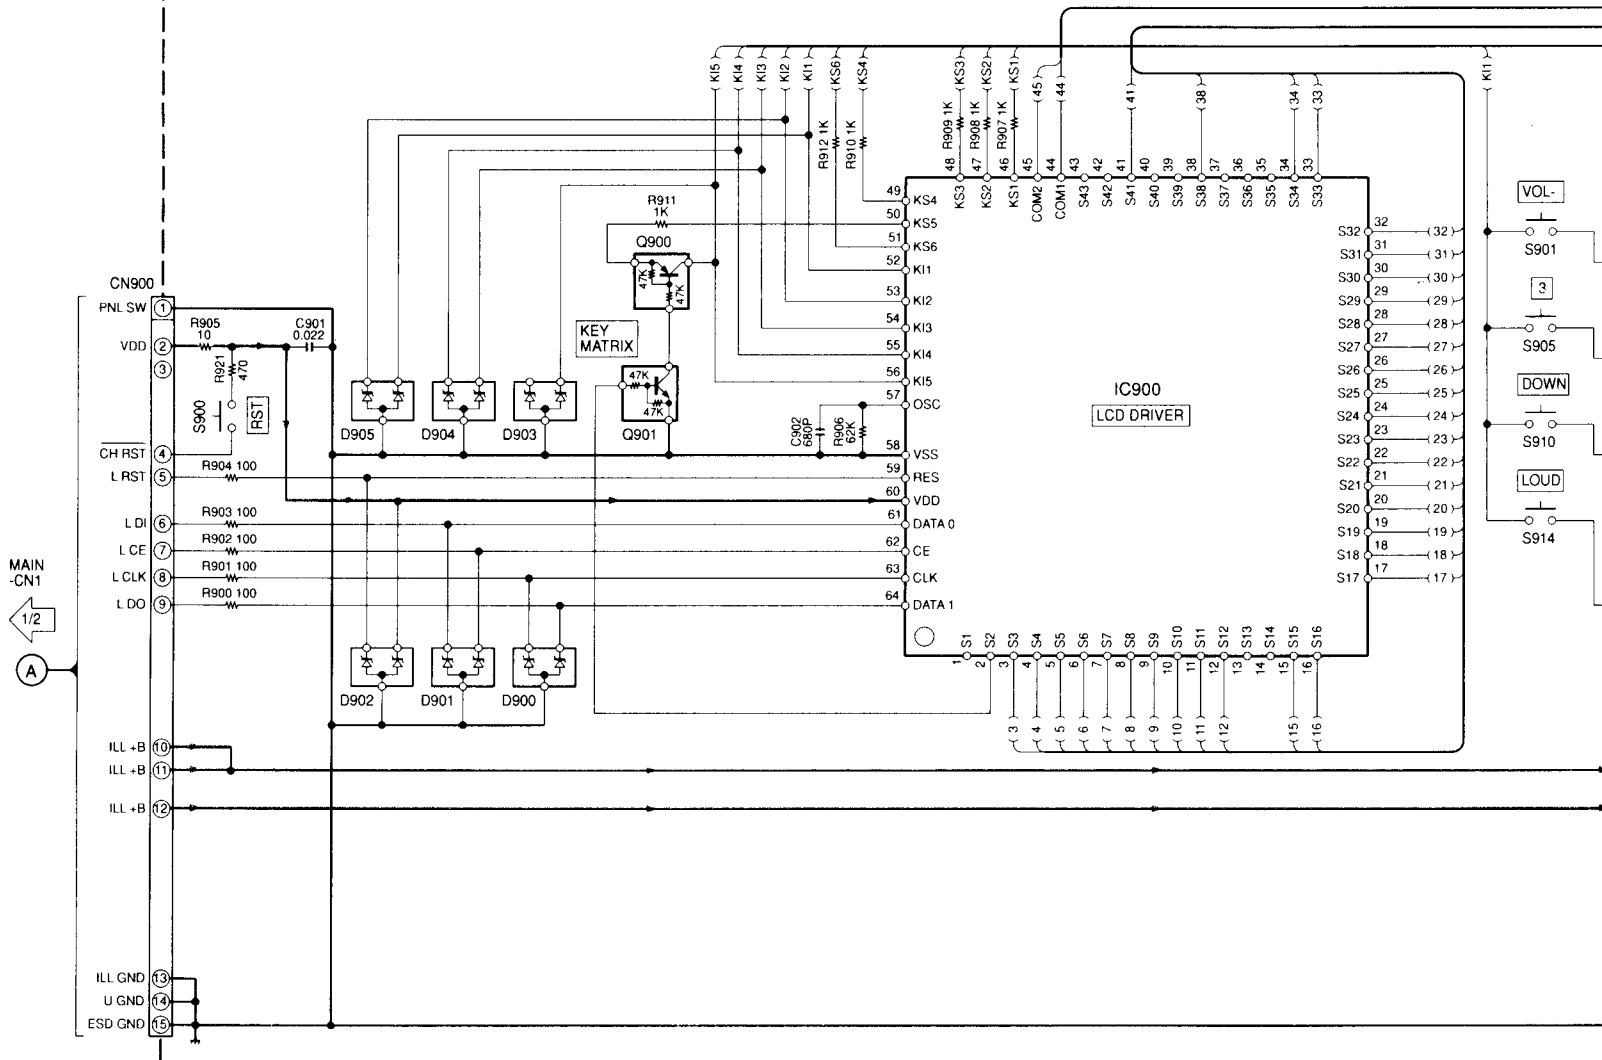 KI5 KI4 KI3 KI2 KI1 KS6 KS4 KS3 KS2 KS1 45 44 41 38 34 33 KI1
R912 1K
R910 1K
R909 1K
R908 1K
R907 1K
48 47 46 45 44 43 42 41 40 39 38 37 36 35 34 33
KS3 KS2 KS1 COM2 COM1 S43 S42 S41 S40 S39 S38 S37 S36 S35 S34 S33
49 KS4
50 KS5
51 KS6
52 KI1
53 KI2
54 KI3
55 KI4
56 KI5
57 OSC
58 VSS
59 RES
60 VDD
61 DATA 0
62 CE
63 CLK
64 DATA 1
R911
1K
Q900
47K
47K
KEY
MATRIX
47K
47K
Q901
C902
680P
R906
62K
IC900
LCD DRIVER
S32 32 32
S31 31 31
S30 30 30
S29 29 29
S28 28 28
S27 27 27
S26 26 26
S25 25 25
S24 24 24
S23 23 23
S22 22 22
S21 21 21
S20 20 20
S19 19 19
S18 18 18
S17 17 17
VOL-
S901
3
S905
DOWN
S910
LOUD
S914
CN900
PNL SW 1
VDD 2
3
CH RST 4
L RST 5
L DI 6
L CE 7
L CLK 8
L DO 9
ILL +B 10
ILL +B 11
ILL +B 12
ILL GND 13
U GND 14
ESD GND 15
R905
10
C901
0.022
R921
470
S900
RST
R904 100
R903 100
R902 100
R901 100
R900 100
D905
D904
D903
D902
D901
D900
MAIN
-CN1
1/2
A
S1 S2 S3 S4 S5 S6 S7 S8 S9 S10 S11 S12 S13 S14 S15 S16
1 2 3 4 5 6 7 8 9 10 11 12 13 14 15 16
3 4 5 6 7 8 9 10 11 12 15 16